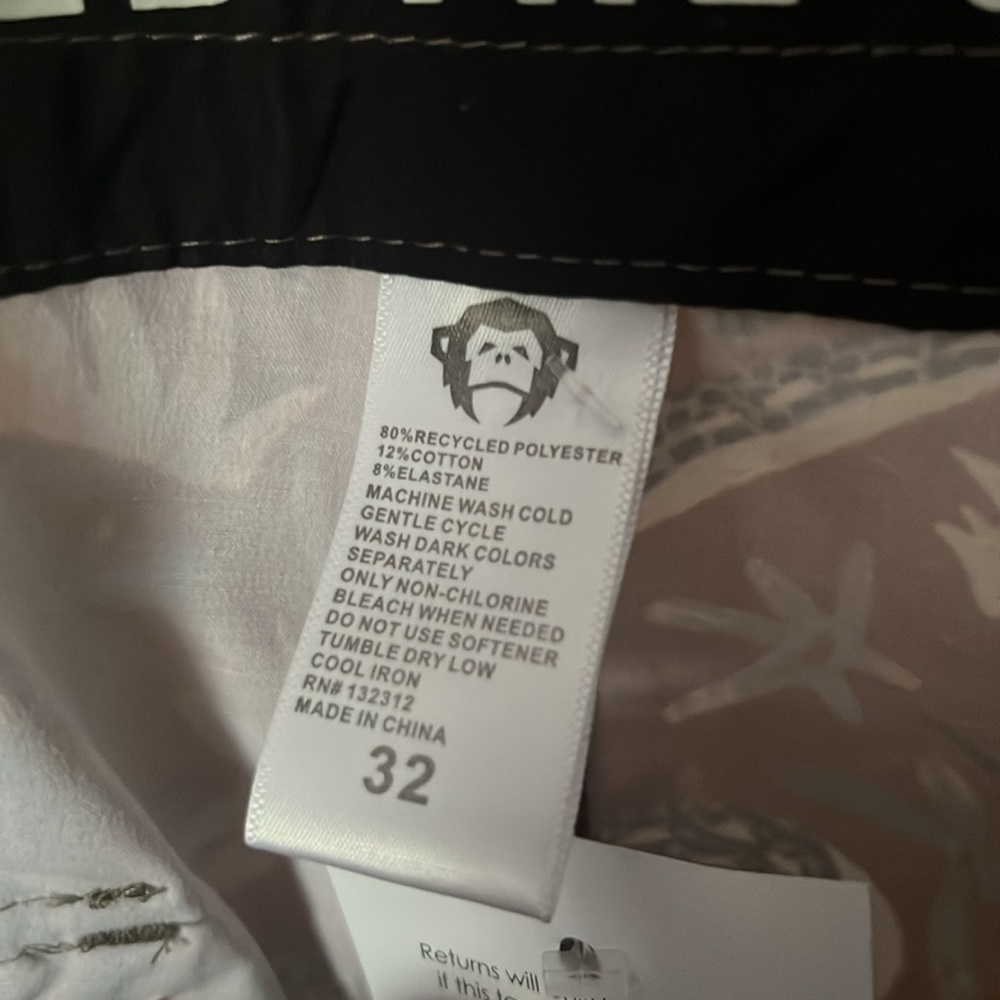 80%RECYCLED POLYESTER
12%COTTON
8%ELASTANE
MACHINE WASH COLD
GENTLE CYCLE
WASH DARK COLORS
SEPARATELY
ONLY NON-CHLORINE
BLEACH WHEN NEEDED
DO NOT USE SOFTENER
TUMBLE DRY LOW
COOL IRON
RN# 132312
MADE IN CHINA
32
Returns will
if this